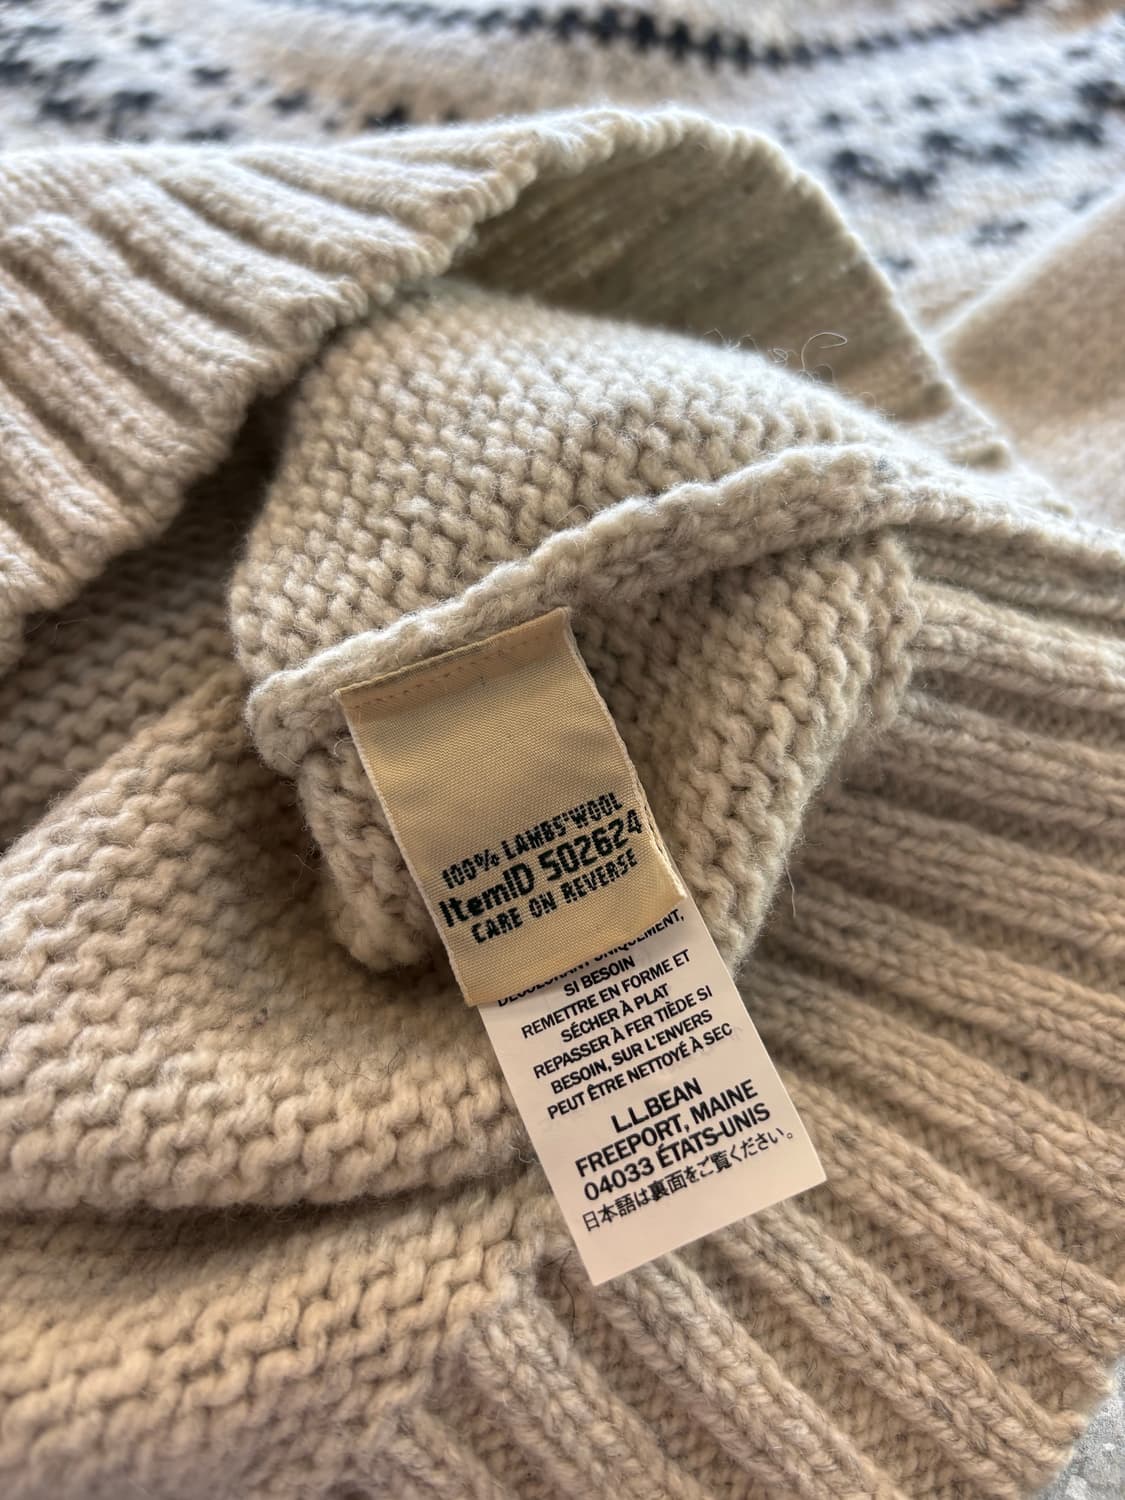 100% LAMBS'WOOL
ItemID 502624
CARE ON REVERSE
UNIQUEMENT,
SI BESOIN
REMETTRE EN FORME ET
SÉCHER À PLAT
REPASSER À FER TIÈDE SI
BESOIN, SUR L'ENVERS
PEUT ÊTRE NETTOYÉ À SEC
L.L.BEAN
FREEPORT, MAINE
04033 ÉTATS-UNIS
日本語は裏面をご覧ください。